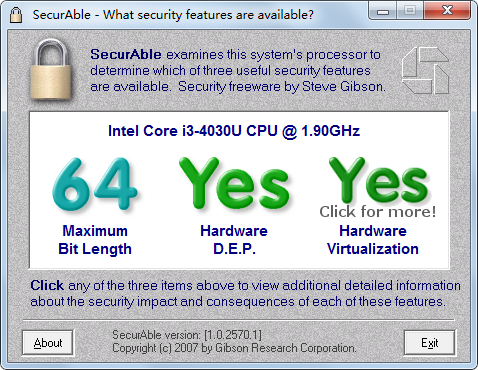 SecurAble - What security features are available?
SecurAble examines this system's processor to
determine which of three useful security features
are available. Security freeware by Steve Gibson.
Intel Core i3-4030U CPU @ 1.90GHz
64 Yes Yes
Click for more!
Maximum Hardware Hardware
Bit Length D.E.P. Virtualization
Click any of the three items above to view additional detailed information
about the security impact and consequences of each of these features.
About
SecurAble version: [1.0.2570.1]
Copyright (c) 2007 by Gibson Research Corporation.
Exit